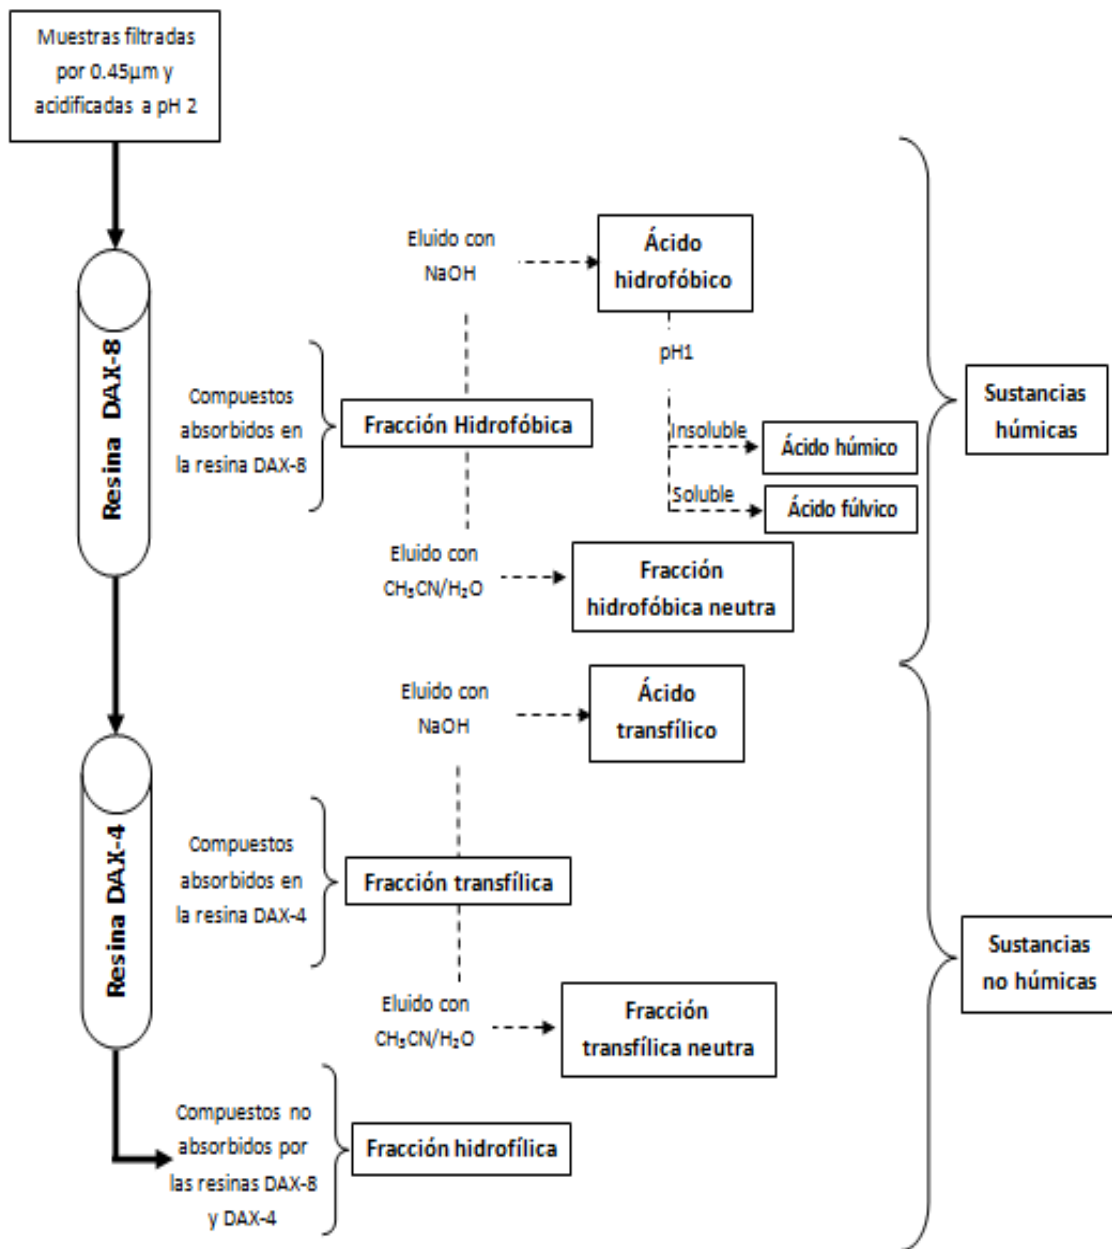 Muestras filtradas
por 0.45µm y
acidificadas a pH 2
Resina DAX-8
Compuestos
absorbidos en
la resina DAX-8
Fracción Hidrofóbica
Eluido con
NaOH
Ácido
hidrofóbico
pH1
Insoluble
Ácido húmico
Soluble
Ácido fúlvico
Eluido con
CH₃CN/H₂O
Fracción
hidrofóbica neutra
Sustancias
húmicas
Resina DAX-4
Compuestos
absorbidos en
la resina DAX-4
Fracción transfílica
Eluido con
NaOH
Ácido
transfílico
Eluido con
CH₃CN/H₂O
Fracción
transfílica neutra
Compuestos no
absorbidos por
las resinas DAX-8
y DAX-4
Fracción hidrofílica
Sustancias
no húmicas